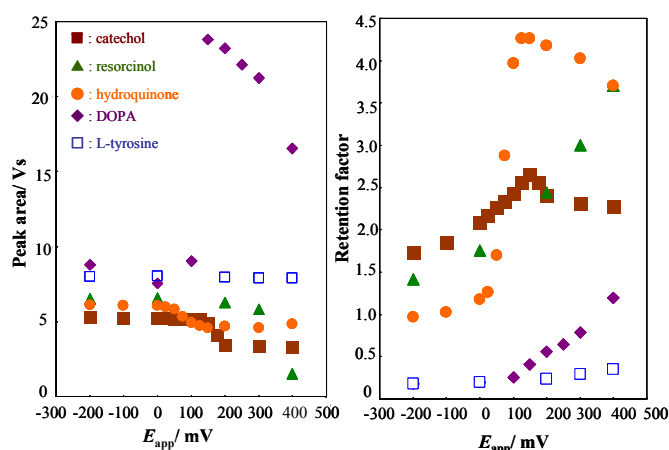 25
20
15
10
5
0
-300 -200 -100 0 100 200 300 400 500
Peak area/ Vs
Eapp/ mV
: catechol
: resorcinol
: hydroquinone
: DOPA
: L-tyrosine
4.5
4.0
3.5
3.0
2.5
2.0
1.5
1.0
0.5
0
-300 -200 -100 0 100 200 300 400 500
Retention factor
Eapp/ mV